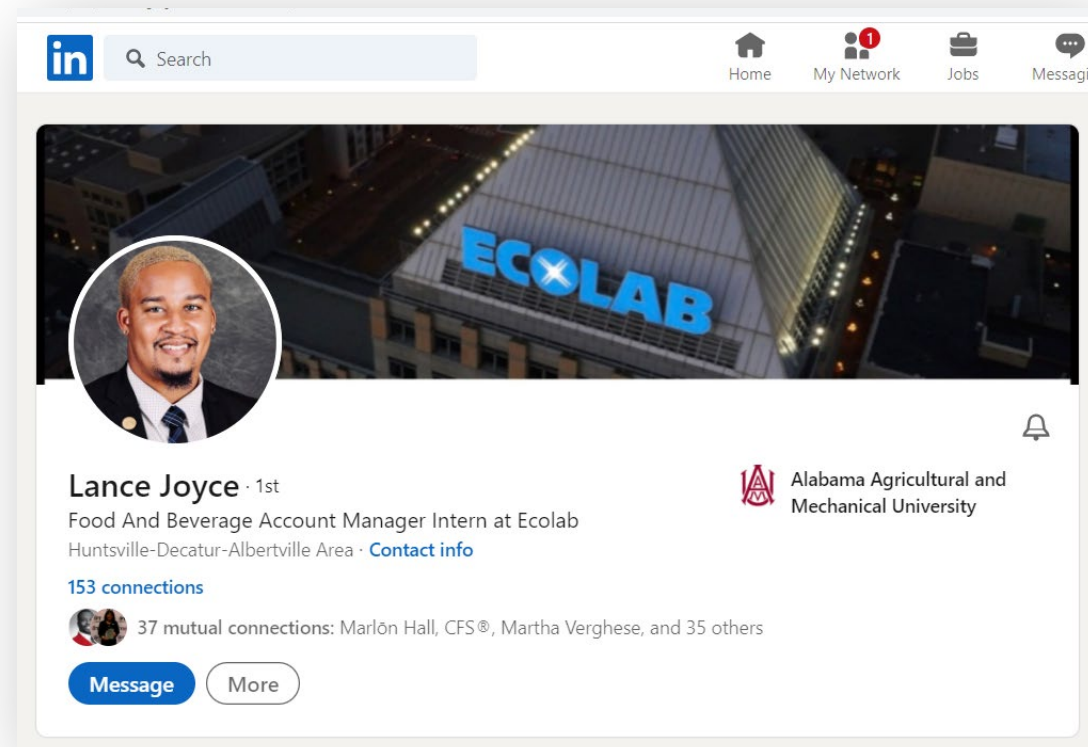 in
Search
1
Home
My Network
Jobs
Messagi
ECOLAB
Lance Joyce · 1st
Food And Beverage Account Manager Intern at Ecolab
Huntsville-Decatur-Albertville Area · Contact info
153 connections
37 mutual connections: Marlōn Hall, CFS®, Martha Verghese, and 35 others
Message
More
AAM
Alabama Agricultural and
Mechanical University